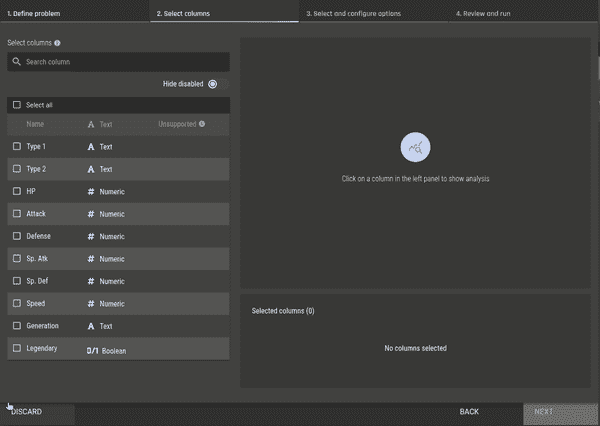 1. Define problem
2. Select columns
3. Select and configure options
4. Review and run
Select columns
Search column
Hide disabled
Select all
Name A Text Unsupported
Type 1 A Text
Type 2 A Text
HP # Numeric
Attack # Numeric
Defense # Numeric
Sp. Atk # Numeric
Sp. Def # Numeric
Speed # Numeric
Generation A Text
Legendary 0/1 Boolean
Click on a column in the left panel to show analysis
Selected columns (0)
No columns selected
DISCARD
BACK
NEXT